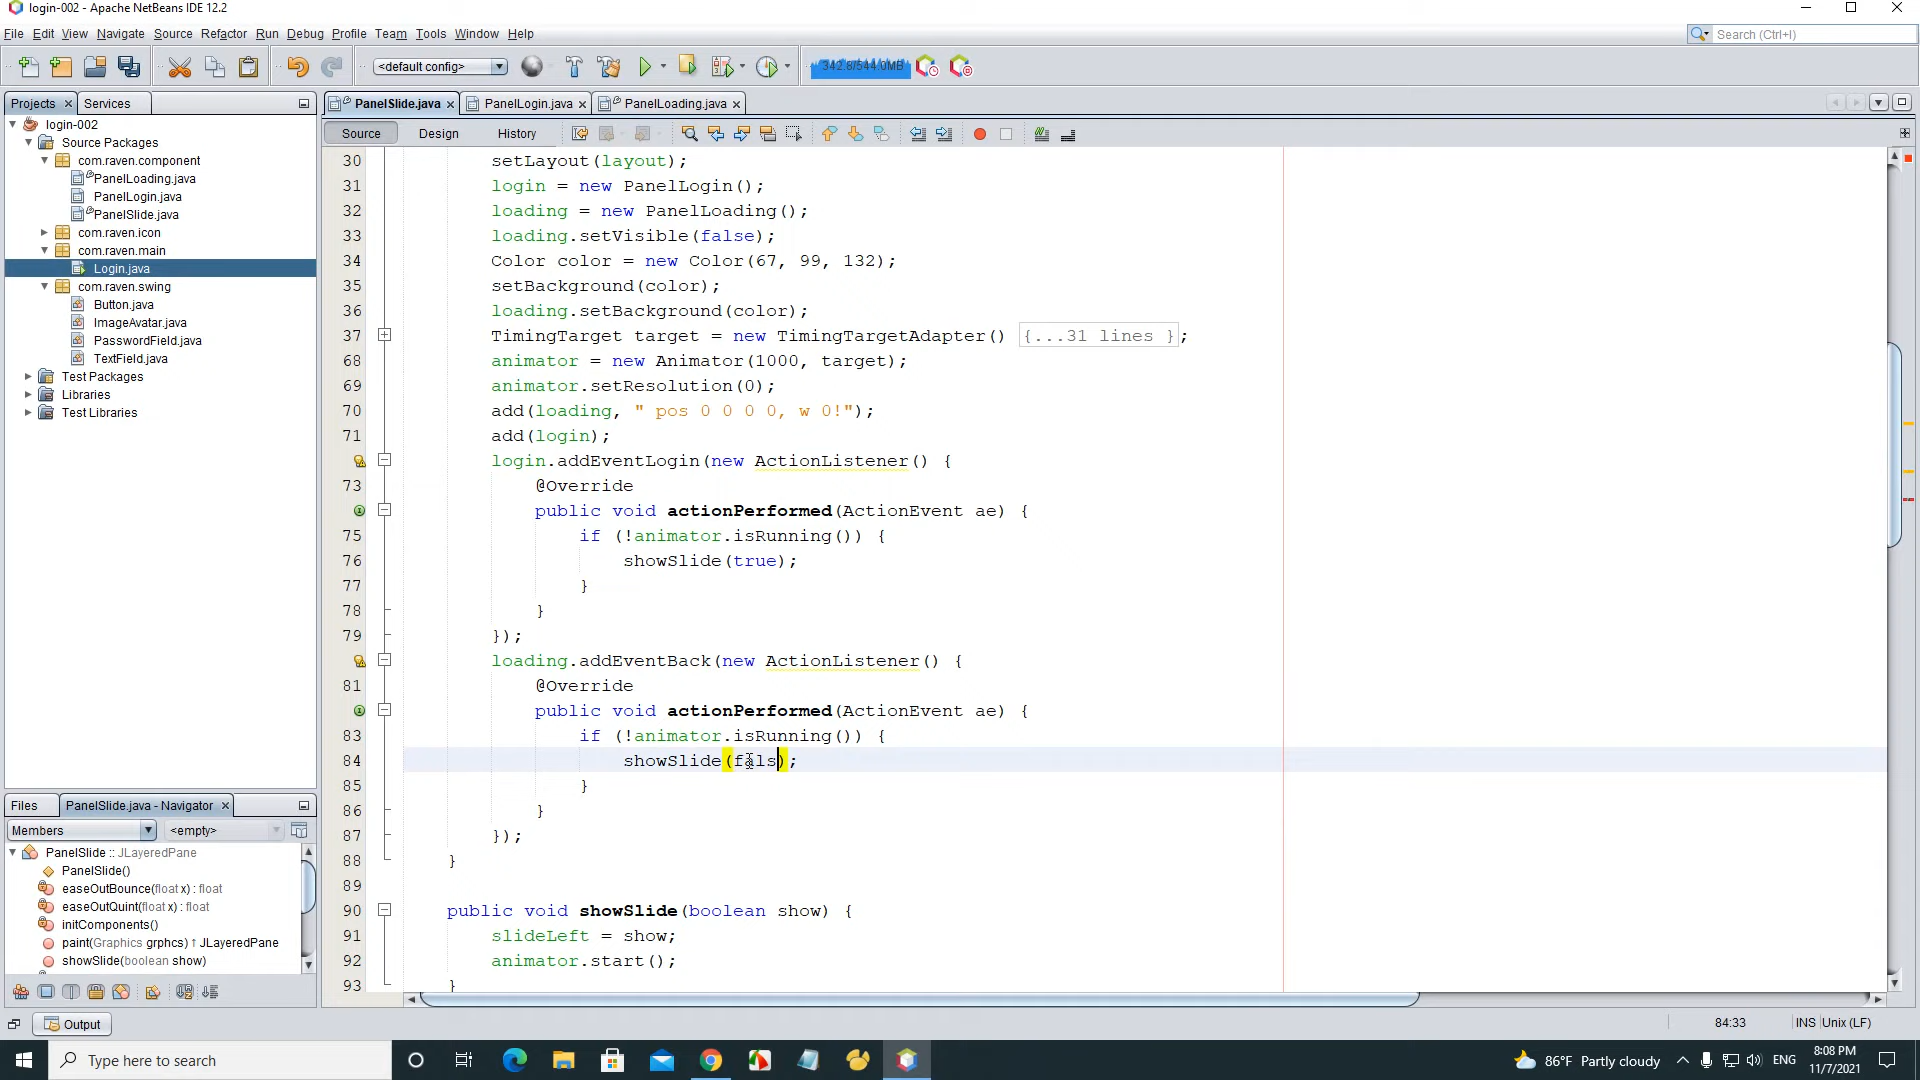 login-002 - Apache NetBeans IDE 12.2
File Edit View Navigate Source Refactor Run Debug Profile Team Tools Window Help
Search (Ctrl+I)
<default config>
342.8/544.0MB
Projects Services
PanelSlide.java PanelLogin.java PanelLoading.java
Source Design History
login-002
Source Packages
com.raven.component
PanelLoading.java
PanelLogin.java
PanelSlide.java
com.raven.icon
com.raven.main
Login.java
com.raven.swing
Button.java
ImageAvatar.java
PasswordField.java
TextField.java
Test Packages
Libraries
Test Libraries
30 setLayout(layout);
31 login = new PanelLogin();
32 loading = new PanelLoading();
33 loading.setVisible(false);
34 Color color = new Color(67, 99, 132);
35 setBackground(color);
36 loading.setBackground(color);
37 TimingTarget target = new TimingTargetAdapter() {...31 lines };
68 animator = new Animator(1000, target);
69 animator.setResolution(0);
70 add(loading, " pos 0 0 0 0, w 0!");
71 add(login);
login.addEventLogin(new ActionListener() {
73 @Override
public void actionPerformed(ActionEvent ae) {
75 if (!animator.isRunning()) {
76 showSlide(true);
77 }
78 }
79 });
loading.addEventBack(new ActionListener() {
81 @Override
public void actionPerformed(ActionEvent ae) {
83 if (!animator.isRunning()) {
84 showSlide(fals);
85 }
86 }
87 });
88 }
89
90 public void showSlide(boolean show) {
91 slideLeft = show;
92 animator.start();
93 }
Files PanelSlide.java - Navigator
Members <empty>
PanelSlide :: JLayeredPane
PanelSlide()
easeOutBounce(float x) : float
easeOutQuint(float x) : float
initComponents()
paint(Graphics grphcs) ↑ JLayeredPane
showSlide(boolean show)
Output
84:33 INS Unix (LF)
Type here to search
86°F Partly cloudy
ENG
8:08 PM
11/7/2021